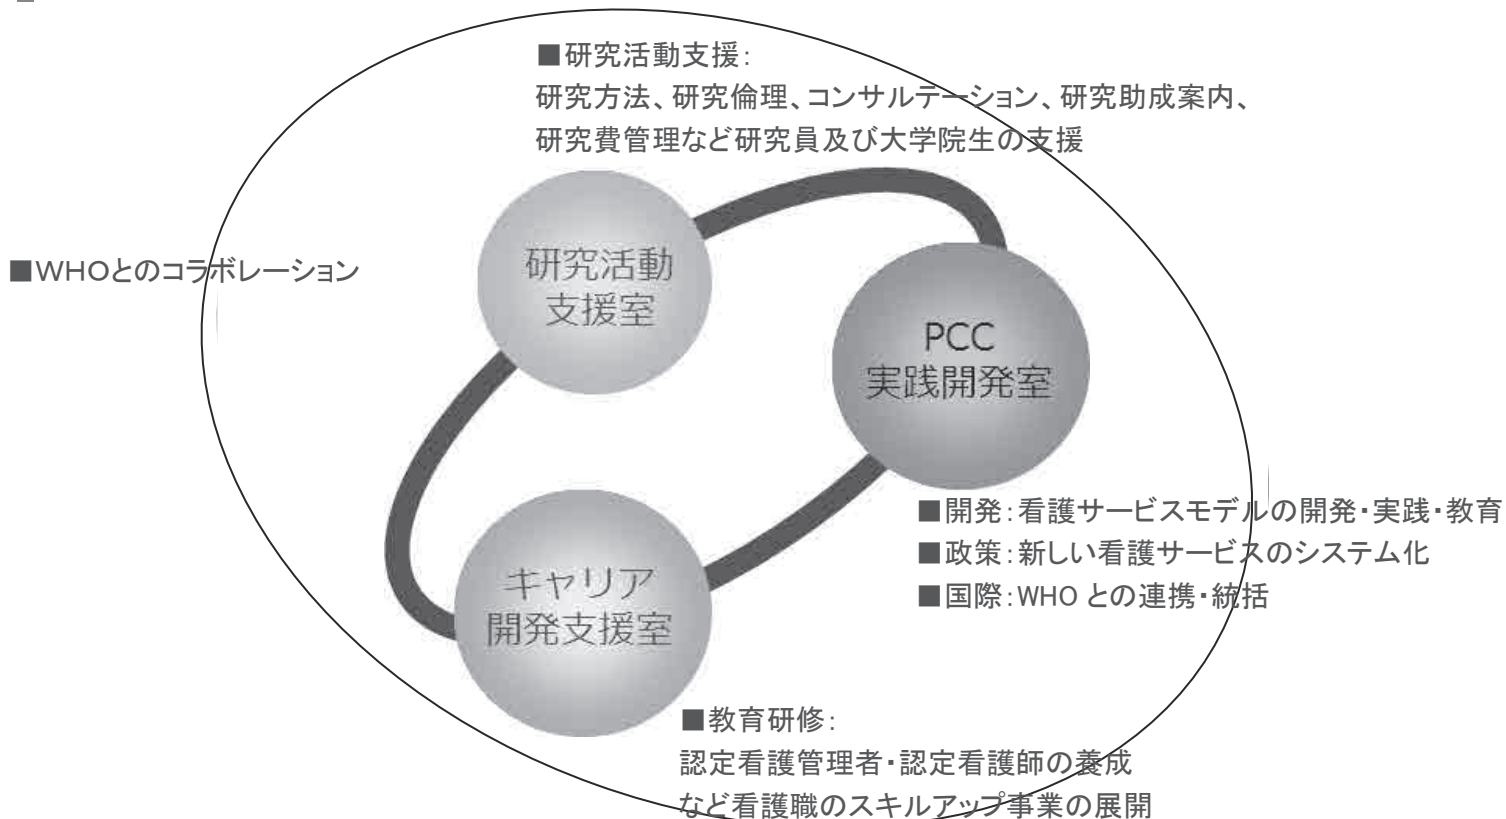 ■研究活動支援：
研究方法、研究倫理、コンサルテーション、研究助成案内、
研究費管理など研究員及び大学院生の支援
■WHOとのコラボレーション
研究活動
支援室
PCC
実践開発室
■開発：看護サービスモデルの開発・実践・教育
■政策：新しい看護サービスのシステム化
■国際：WHO との連携・統括
キャリア
開発支援室
■教育研修：
認定看護管理者・認定看護師の養成
など看護職のスキルアップ事業の展開